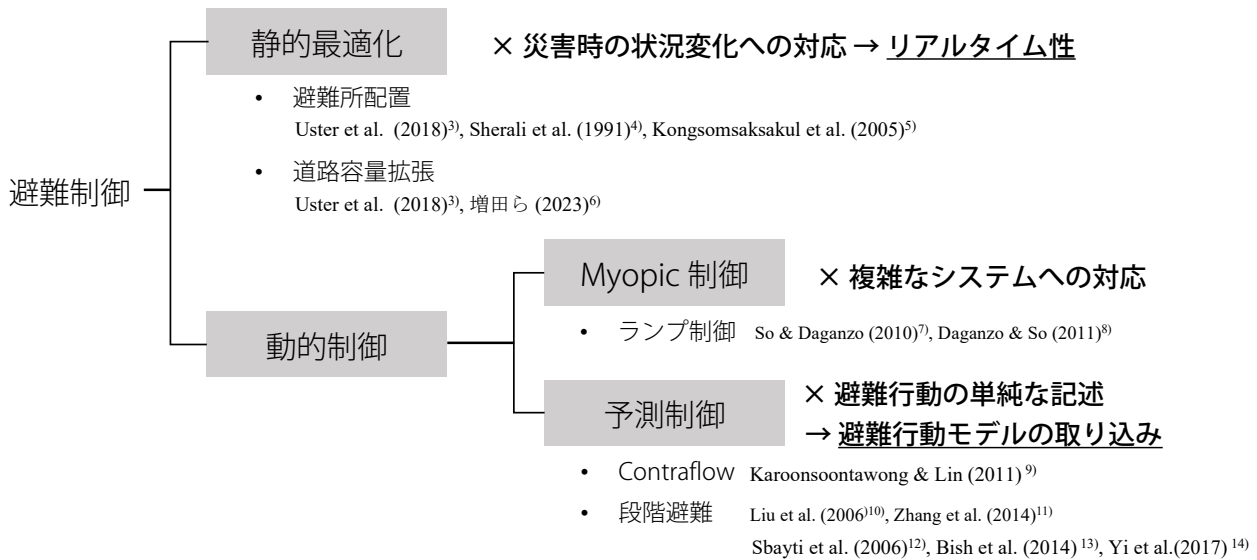 静的最適化
× 災害時の状況変化への対応 → リアルタイム性
• 避難所配置
Uster et al. (2018)3), Sherali et al. (1991)4), Kongsomsaksakul et al. (2005)5)
• 道路容量拡張
Uster et al. (2018)3), 増田ら (2023)6)
避難制御
動的制御
Myopic 制御
× 複雑なシステムへの対応
• ランプ制御 So & Daganzo (2010)7), Daganzo & So (2011)8)
予測制御
× 避難行動の単純な記述
→ 避難行動モデルの取り込み
• Contraflow Karoonsoontawong & Lin (2011) 9)
• 段階避難 Liu et al. (2006)10), Zhang et al. (2014)11)
Sbayti et al. (2006)12), Bish et al. (2014) 13), Yi et al.(2017) 14)